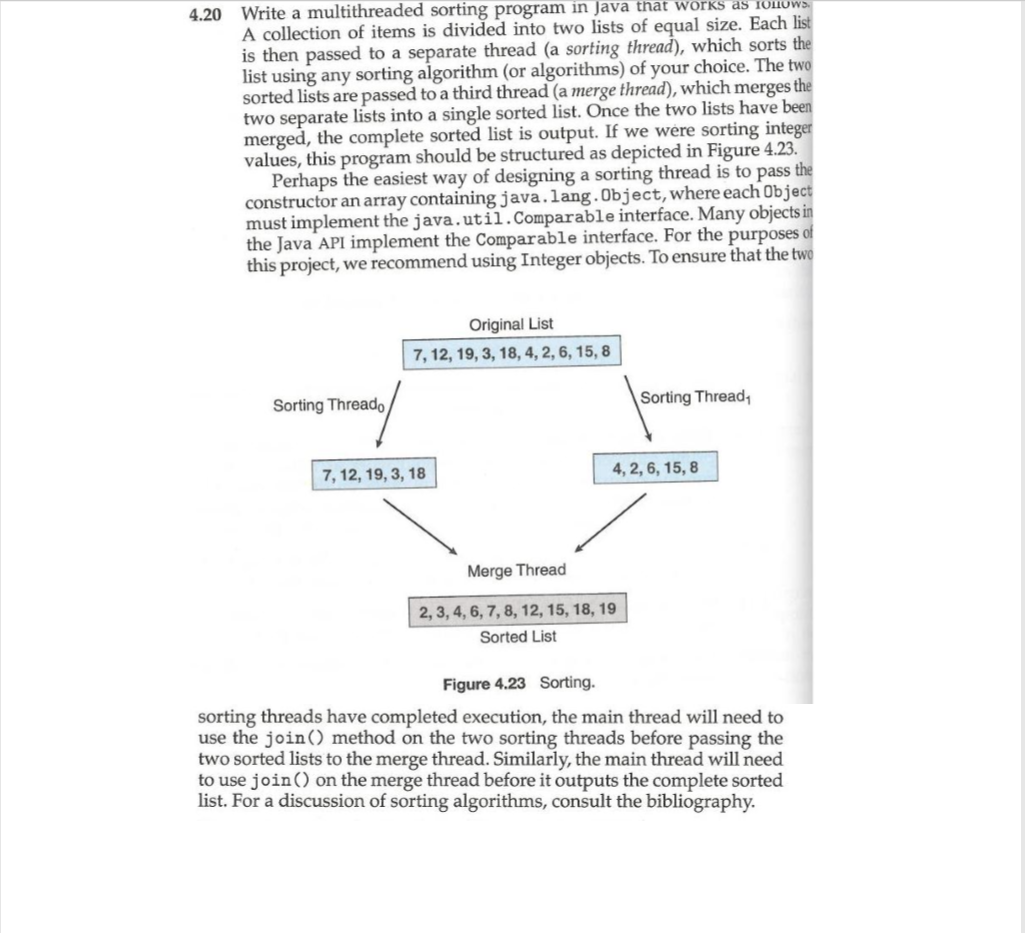 4.20 Write a multithreaded sorting program in Java that works as follows.
A collection of items is divided into two lists of equal size. Each list
is then passed to a separate thread (a sorting thread), which sorts the
list using any sorting algorithm (or algorithms) of your choice. The two
sorted lists are passed to a third thread (a merge thread), which merges the
two separate lists into a single sorted list. Once the two lists have been
merged, the complete sorted list is output. If we were sorting integer
values, this program should be structured as depicted in Figure 4.23.
Perhaps the easiest way of designing a sorting thread is to pass the
constructor an array containing java.lang.Object, where each Object
must implement the java.util.Comparable interface. Many objects in
the Java API implement the Comparable interface. For the purposes of
this project, we recommend using Integer objects. To ensure that the two
Original List
7, 12, 19, 3, 18, 4, 2, 6, 15, 8
Sorting Thread₀
Sorting Thread₁
7, 12, 19, 3, 18
4, 2, 6, 15, 8
Merge Thread
2, 3, 4, 6, 7, 8, 12, 15, 18, 19
Sorted List
Figure 4.23 Sorting.
sorting threads have completed execution, the main thread will need to
use the join() method on the two sorting threads before passing the
two sorted lists to the merge thread. Similarly, the main thread will need
to use join() on the merge thread before it outputs the complete sorted
list. For a discussion of sorting algorithms, consult the bibliography.